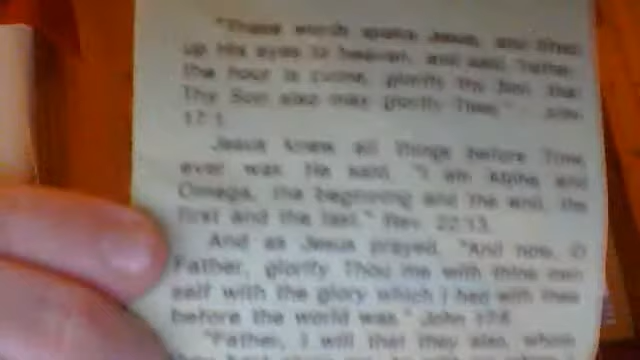 "These words spake Jesus, and lifted
up His eyes to heaven, and said, Father,
the hour is come, glorify thy Son, that
Thy Son also may glorify Thee." John
17:1.
Jesus knew all things before Time
ever was. He said, "I am Alpha and
Omega, the beginning and the end, the
first and the last." Rev. 22:13.
And as Jesus prayed, "And now, O
Father, glorify Thou me with thine own
self with the glory which I had with thee
before the world was." John 17:5
"Father, I will that they also, whom